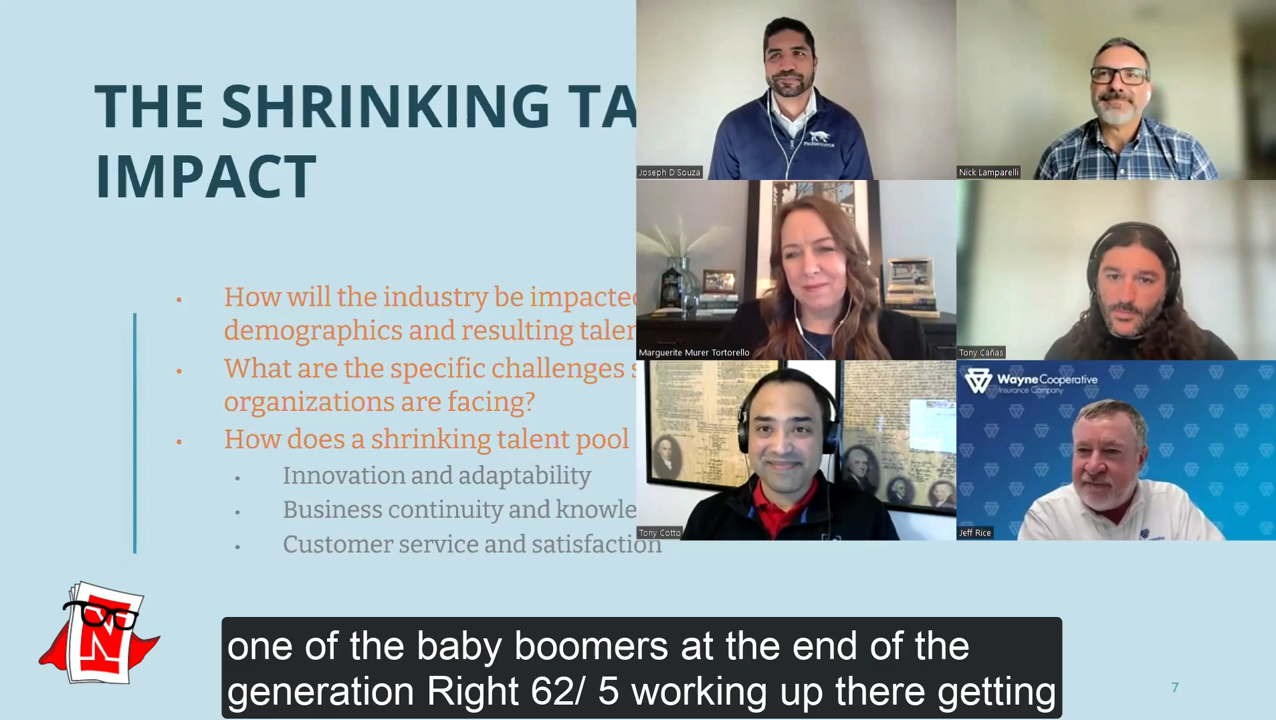 THE SHRINKING TA
IMPACT
How will the industry be impacted
demographics and resulting taler
What are the specific challenges s
organizations are facing?
How does a shrinking talent pool
Innovation and adaptability
Business continuity and knowle
Customer service and satisfaction
Joseph D'Souza
Nick Lamparelli
Marguerite Murer Tortorello
Tony Cañas
Tony Cotto
Wayne Cooperative
Insurance Company
Jeff Rice
N
one of the baby boomers at the end of the
generation Right 62/ 5 working up there getting
7